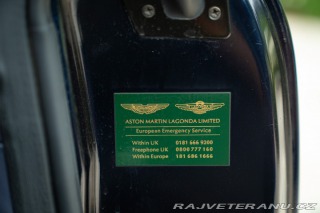 ASTON MARTIN LAGONDA LIMITED
European Emergency Service
Within UK 0181 666 9300
Freephone UK 0800 777 160
Within Europe 181 686 1666
RAJVETERANU.CZ